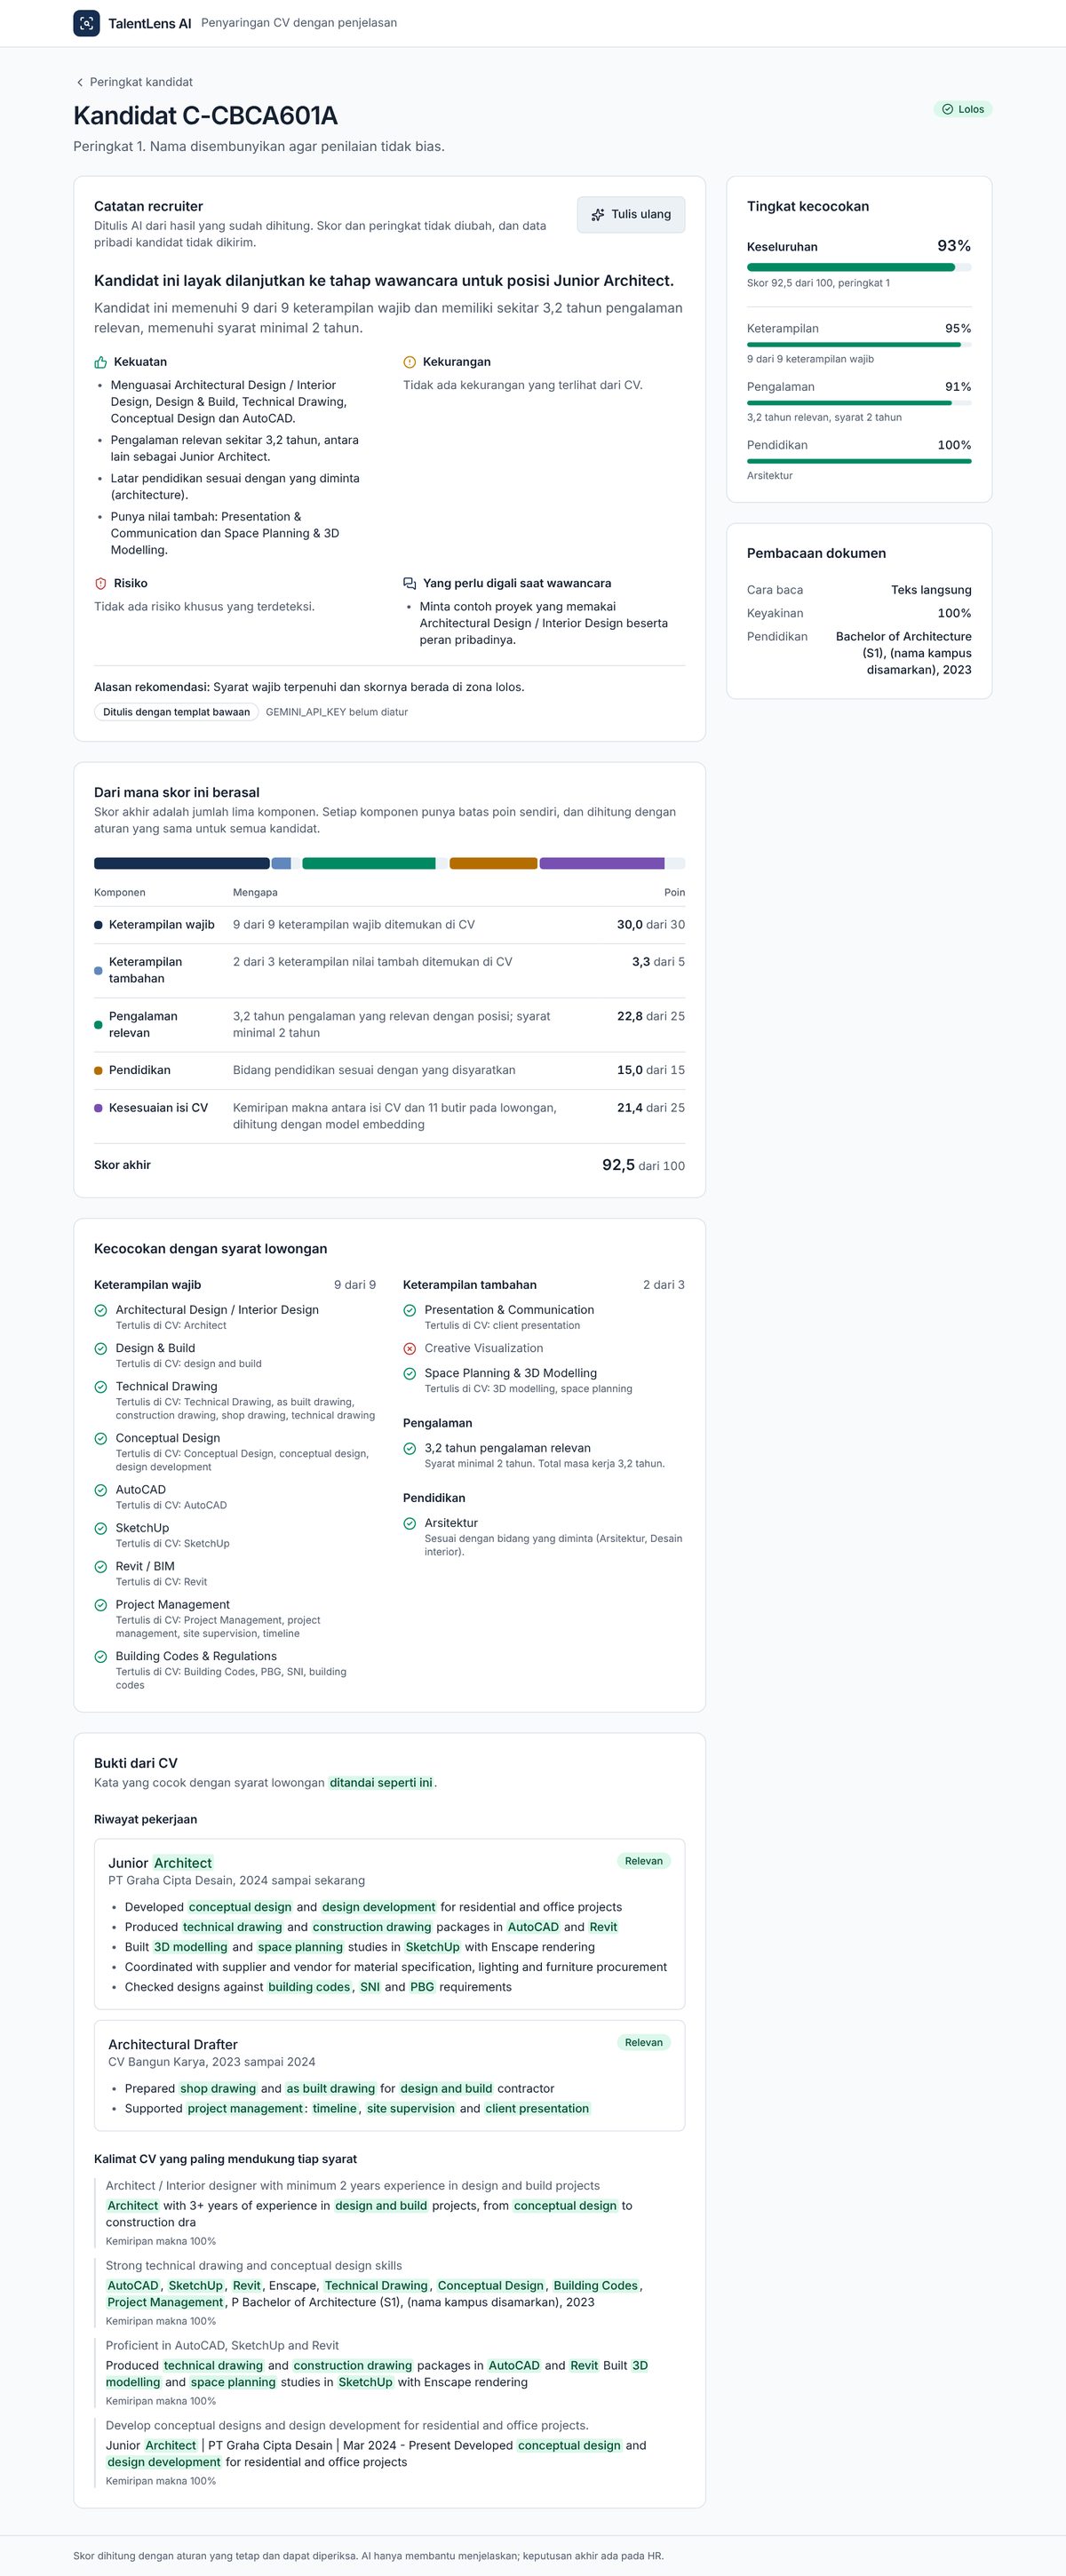 TalentLens AI Penyaringan CV dengan penjelasan
Peringkat kandidat
Kandidat C-CBCA601A
Lolos
Peringkat 1. Nama disembunyikan agar penilaian tidak bias.
Catatan recruiter
Ditulis AI dari hasil yang sudah dihitung. Skor dan peringkat tidak diubah, dan data
pribadi kandidat tidak dikirim.
Tulis ulang
Kandidat ini layak dilanjutkan ke tahap wawancara untuk posisi Junior Architect.
Kandidat ini memenuhi 9 dari 9 keterampilan wajib dan memiliki sekitar 3,2 tahun pengalaman
relevan, memenuhi syarat minimal 2 tahun.
Kekuatan
Menguasai Architectural Design / Interior
Design, Design & Build, Technical Drawing,
Conceptual Design dan AutoCAD.
Pengalaman relevan sekitar 3,2 tahun, antara
lain sebagai Junior Architect.
Latar pendidikan sesuai dengan yang diminta
(architecture).
Punya nilai tambah: Presentation &
Communication dan Space Planning & 3D
Modelling.
Kekurangan
Tidak ada kekurangan yang terlihat dari CV.
Risiko
Tidak ada risiko khusus yang terdeteksi.
Yang perlu digali saat wawancara
Minta contoh proyek yang memakai
Architectural Design / Interior Design beserta
peran pribadinya.
Alasan rekomendasi: Syarat wajib terpenuhi dan skornya berada di zona lolos.
Ditulis dengan templat bawaan GEMINI_API_KEY belum diatur
Tingkat kecocokan
Keseluruhan 93%
Skor 92,5 dari 100, peringkat 1
Keterampilan 95%
9 dari 9 keterampilan wajib
Pengalaman 91%
3,2 tahun relevan, syarat 2 tahun
Pendidikan 100%
Arsitektur
Pembacaan dokumen
Cara baca Teks langsung
Keyakinan 100%
Pendidikan Bachelor of Architecture
(S1), (nama kampus
disamarkan), 2023
Dari mana skor ini berasal
Skor akhir adalah jumlah lima komponen. Setiap komponen punya batas poin sendiri, dan dihitung dengan
aturan yang sama untuk semua kandidat.
Komponen Mengapa Poin
Keterampilan wajib 9 dari 9 keterampilan wajib ditemukan di CV 30,0 dari 30
Keterampilan
tambahan
2 dari 3 keterampilan nilai tambah ditemukan di CV 3,3 dari 5
Pengalaman
relevan
3,2 tahun pengalaman yang relevan dengan posisi; syarat
minimal 2 tahun
22,8 dari 25
Pendidikan Bidang pendidikan sesuai dengan yang disyaratkan 15,0 dari 15
Kesesuaian isi CV Kemiripan makna antara isi CV dan 11 butir pada lowongan,
dihitung dengan model embedding
21,4 dari 25
Skor akhir 92,5 dari 100
Kecocokan dengan syarat lowongan
Keterampilan wajib 9 dari 9
Architectural Design / Interior Design
Tertulis di CV: Architect
Design & Build
Tertulis di CV: design and build
Technical Drawing
Tertulis di CV: Technical Drawing, as built drawing,
construction drawing, shop drawing, technical drawing
Conceptual Design
Tertulis di CV: Conceptual Design, conceptual design,
design development
AutoCAD
Tertulis di CV: AutoCAD
SketchUp
Tertulis di CV: SketchUp
Revit / BIM
Tertulis di CV: Revit
Project Management
Tertulis di CV: Project Management, project
management, site supervision, timeline
Building Codes & Regulations
Tertulis di CV: Building Codes, PBG, SNI, building
codes
Keterampilan tambahan 2 dari 3
Presentation & Communication
Tertulis di CV: client presentation
Creative Visualization
Space Planning & 3D Modelling
Tertulis di CV: 3D modelling, space planning
Pengalaman
3,2 tahun pengalaman relevan
Syarat minimal 2 tahun. Total masa kerja 3,2 tahun.
Pendidikan
Arsitektur
Sesuai dengan bidang yang diminta (Arsitektur, Desain
interior).
Bukti dari CV
Kata yang cocok dengan syarat lowongan ditandai seperti ini.
Riwayat pekerjaan
Junior Architect Relevan
PT Graha Cipta Desain, 2024 sampai sekarang
Developed conceptual design and design development for residential and office projects
Produced technical drawing and construction drawing packages in AutoCAD and Revit
Built 3D modelling and space planning studies in SketchUp with Enscape rendering
Coordinated with supplier and vendor for material specification, lighting and furniture procurement
Checked designs against building codes, SNI and PBG requirements
Architectural Drafter Relevan
CV Bangun Karya, 2023 sampai 2024
Prepared shop drawing and as built drawing for design and build contractor
Supported project management: timeline, site supervision and client presentation
Kalimat CV yang paling mendukung tiap syarat
Architect / Interior designer with minimum 2 years experience in design and build projects
Architect with 3+ years of experience in design and build projects, from conceptual design to
construction dra
Kemiripan makna 100%
Strong technical drawing and conceptual design skills
AutoCAD, SketchUp, Revit, Enscape, Technical Drawing, Conceptual Design, Building Codes,
Project Management, P Bachelor of Architecture (S1), (nama kampus disamarkan), 2023
Kemiripan makna 100%
Proficient in AutoCAD, SketchUp and Revit
Produced technical drawing and construction drawing packages in AutoCAD and Revit Built 3D
modelling and space planning studies in SketchUp with Enscape rendering
Kemiripan makna 100%
Develop conceptual designs and design development for residential and office projects.
Junior Architect | PT Graha Cipta Desain | Mar 2024 - Present Developed conceptual design and
design development for residential and office projects
Kemiripan makna 100%
Skor dihitung dengan aturan yang tetap dan dapat diperiksa. AI hanya membantu menjelaskan; keputusan akhir ada pada HR.